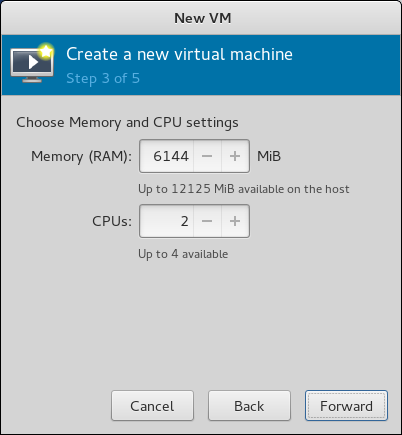 New VM
Create a new virtual machine
Step 3 of 5
Choose Memory and CPU settings
Memory (RAM): 6144 − + MiB
Up to 12125 MiB available on the host
CPUs: 2 − +
Up to 4 available
Cancel Back Forward